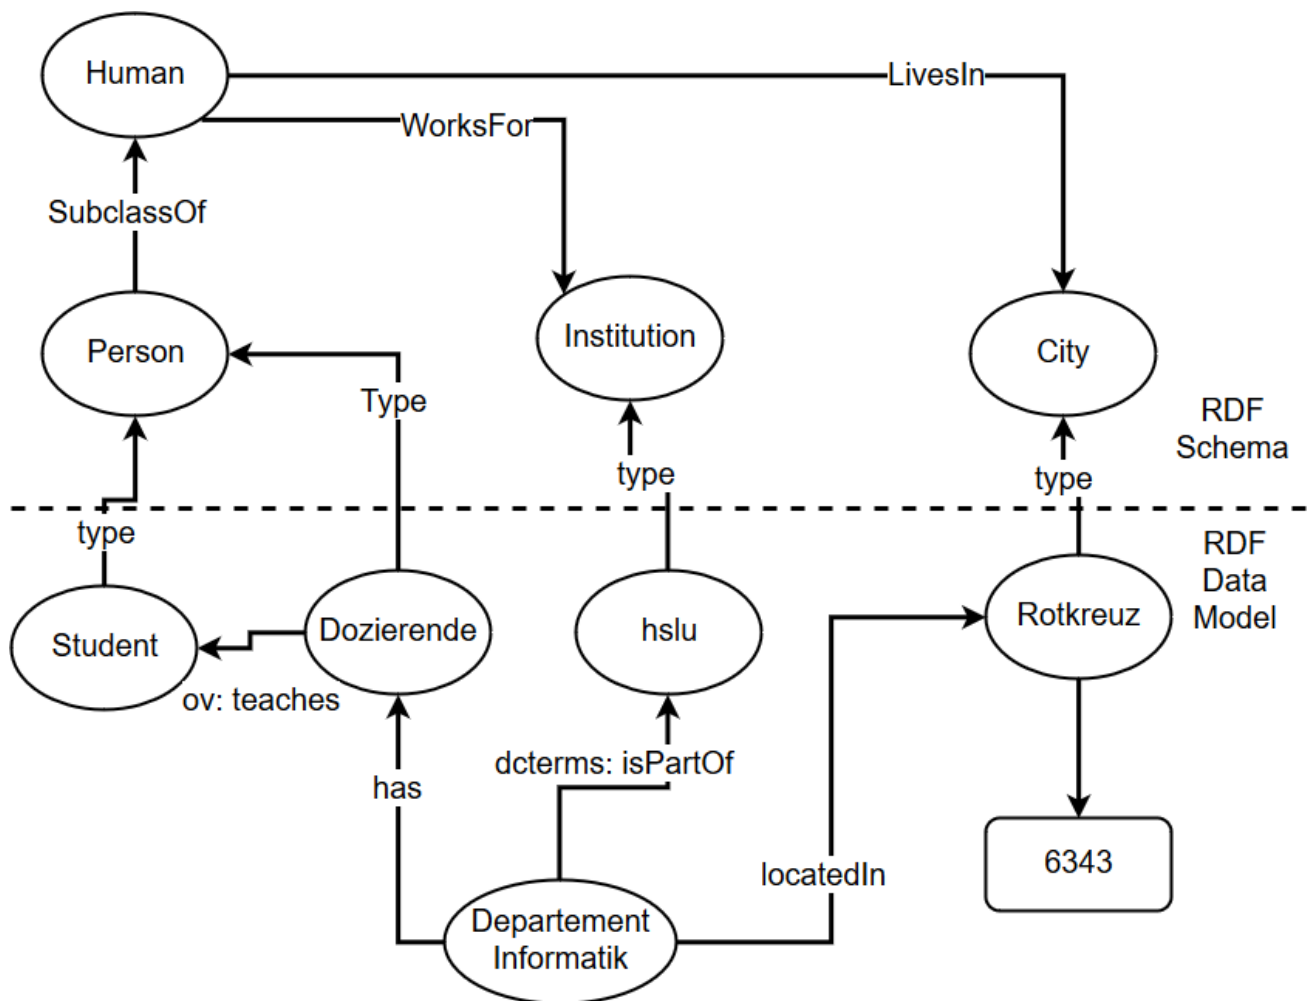 Human
LivesIn
WorksFor
SubclassOf
Person
Institution
City
Type
RDF
Schema
type
type
type
RDF
Data
Model
Student
Dozierende
hslu
Rotkreuz
ov: teaches
dcterms: isPartOf
has
6343
locatedIn
Departement
Informatik